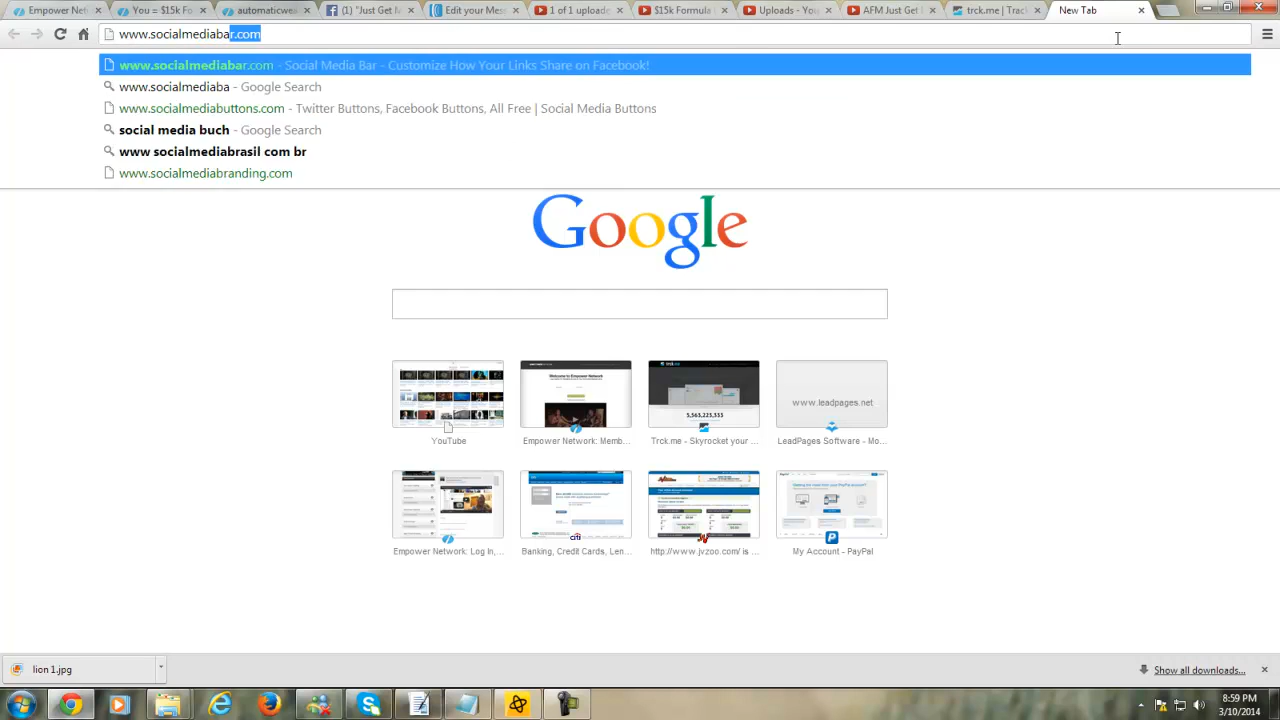 Empower Net
You = $15k Fo
automaticwea
(1) "Just Get M
Edit your Mes
1 of 1 uploade
$15k Formula
Uploads - You
AFM Just Get
trck.me | Track
New Tab
www.socialmediabar.com
www.socialmediabar.com - Social Media Bar - Customize How Your Links Share on Facebook!
www.socialmediaba - Google Search
www.socialmediabuttons.com - Twitter Buttons, Facebook Buttons, All Free | Social Media Buttons
social media buch - Google Search
www socialmediabrasil com br
www.socialmediabranding.com
Google
www.leadpages.net
5,563,223,335
YouTube
Empower Network: Memb...
Trck.me - Skyrocket your ...
LeadPages Software - Mo...
Empower Network: Log In,...
Banking, Credit Cards, Len...
http://www.jvzoo.com/ is ...
My Account - PayPal
lion 1.jpg
Show all downloads...
8:59 PM
3/10/2014